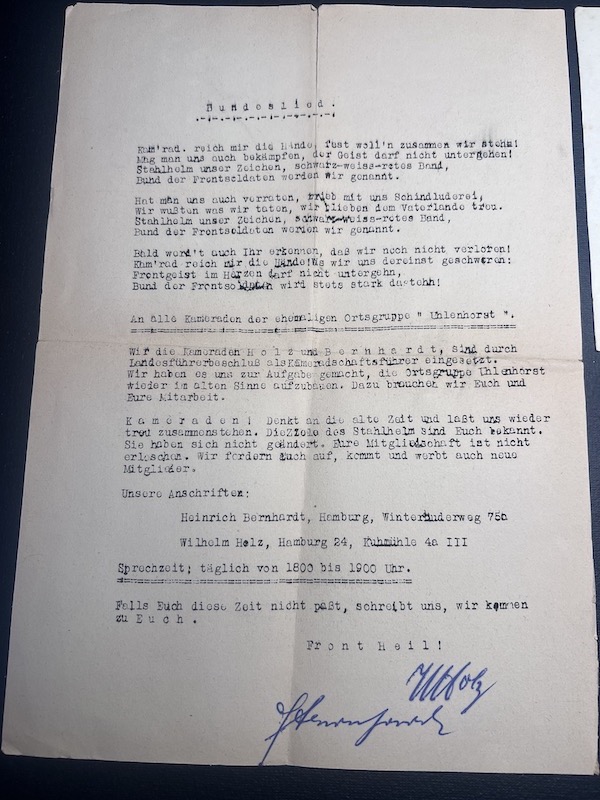 B u n d e s l i e d .
Kam'rad. reich mir die Hände, fest woll'n zusammen wir stehn!
Mag man uns auch bekämpfen, der Geist darf nicht untergehen!
Stahlhelm unser Zeichen, schwarz-weiss-rotes Band,
Bund der Frontsoldaten werden wir genannt.
Hat man uns auch verraten, trieb mit uns Schindluderei,
Wir wußten was wir taten, wir blieben dem Vaterlande treu.
Stahlhelm unser Zeichen, schwarz-weiss-rotes Band,
Bund der Frontsoldaten werden wir genannt.
Bald werd't auch Ihr erkennen, daß wir noch nicht verloren!
Kam'rad reich mir die Hände!Was wir uns dereinst geschworen:
Frontgeist im Herzen darf nicht untergehn,
Bund der Frontsoldaten wird stets stark dastehn!
An alle Kameraden der ehemaligen Ortsgruppe " Uhlenhorst ".
Wir die Kameraden H o l z und B e r n h a r d t, sind durch
Landesführerbeschluß als Kameradschaftsführer eingesetzt.
Wir haben es uns zur Aufgabe gemacht, die Ortsgruppe Uhlenhorst
wieder im alten Sinne aufzubauen. Dazu brauchen wir Euch und
Eure Mitarbeit.
K a m e r a d e n ! Denkt an die alte Zeit und laßt uns wieder
treu zusammenstehen. Die Ziele des Stahlhelm sind Euch bekannt.
Sie haben sich nicht geändert. Eure Mitgliedschaft ist nicht
erloschen. Wir fordern Euch auf, kommt und werbt auch neue
Mitglieder.
Unsere Anschriften:
Heinrich Bernhardt, Hamburg, Winterhuderweg 75a
Wilhelm Holz, Hamburg 24, Kuhmühle 4a III
Sprechzeit; täglich von 1800 bis 1900 Uhr.
Falls Euch diese Zeit nicht paßt, schreibt uns, wir kommen
zu E u c h .
F r o n t H e i l !
W Holz
H Bernhardt